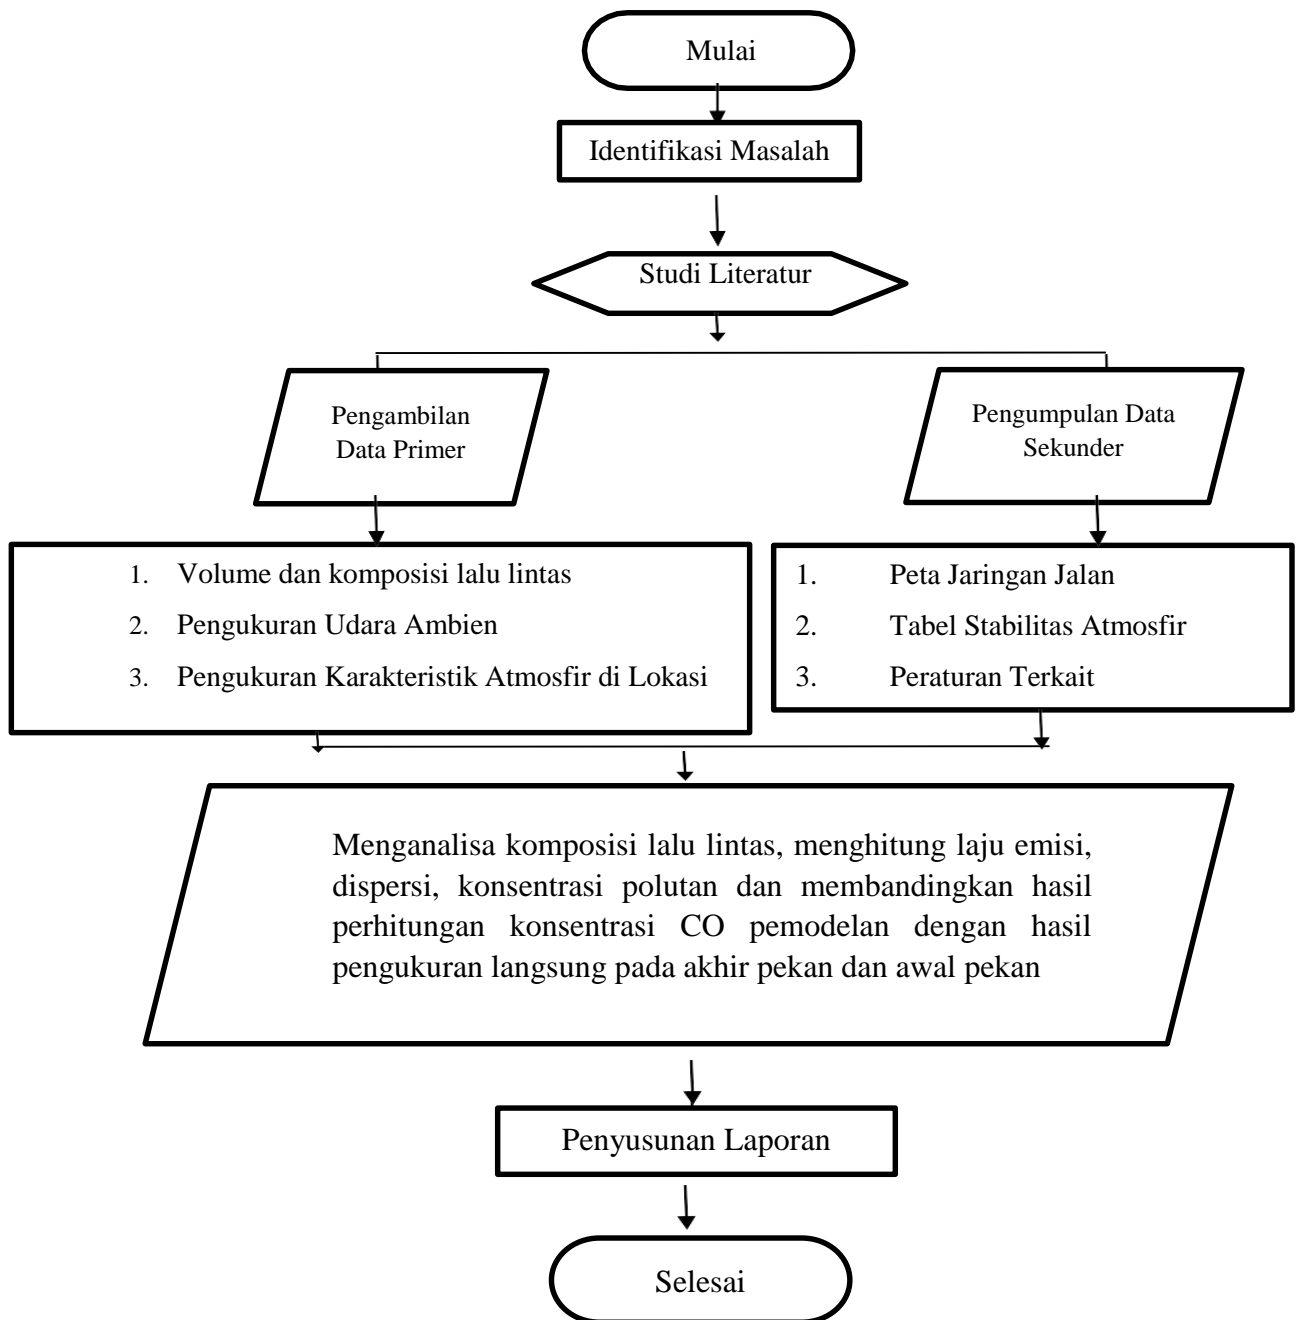 Mulai
Identifikasi Masalah
Studi Literatur
Pengambilan
Data Primer
Pengumpulan Data
Sekunder
1. Volume dan komposisi lalu lintas
2. Pengukuran Udara Ambien
3. Pengukuran Karakteristik Atmosfir di Lokasi
1. Peta Jaringan Jalan
2. Tabel Stabilitas Atmosfir
3. Peraturan Terkait
Menganalisa komposisi lalu lintas, menghitung laju emisi,
dispersi, konsentrasi polutan dan membandingkan hasil
perhitungan konsentrasi CO pemodelan dengan hasil
pengukuran langsung pada akhir pekan dan awal pekan
Penyusunan Laporan
Selesai